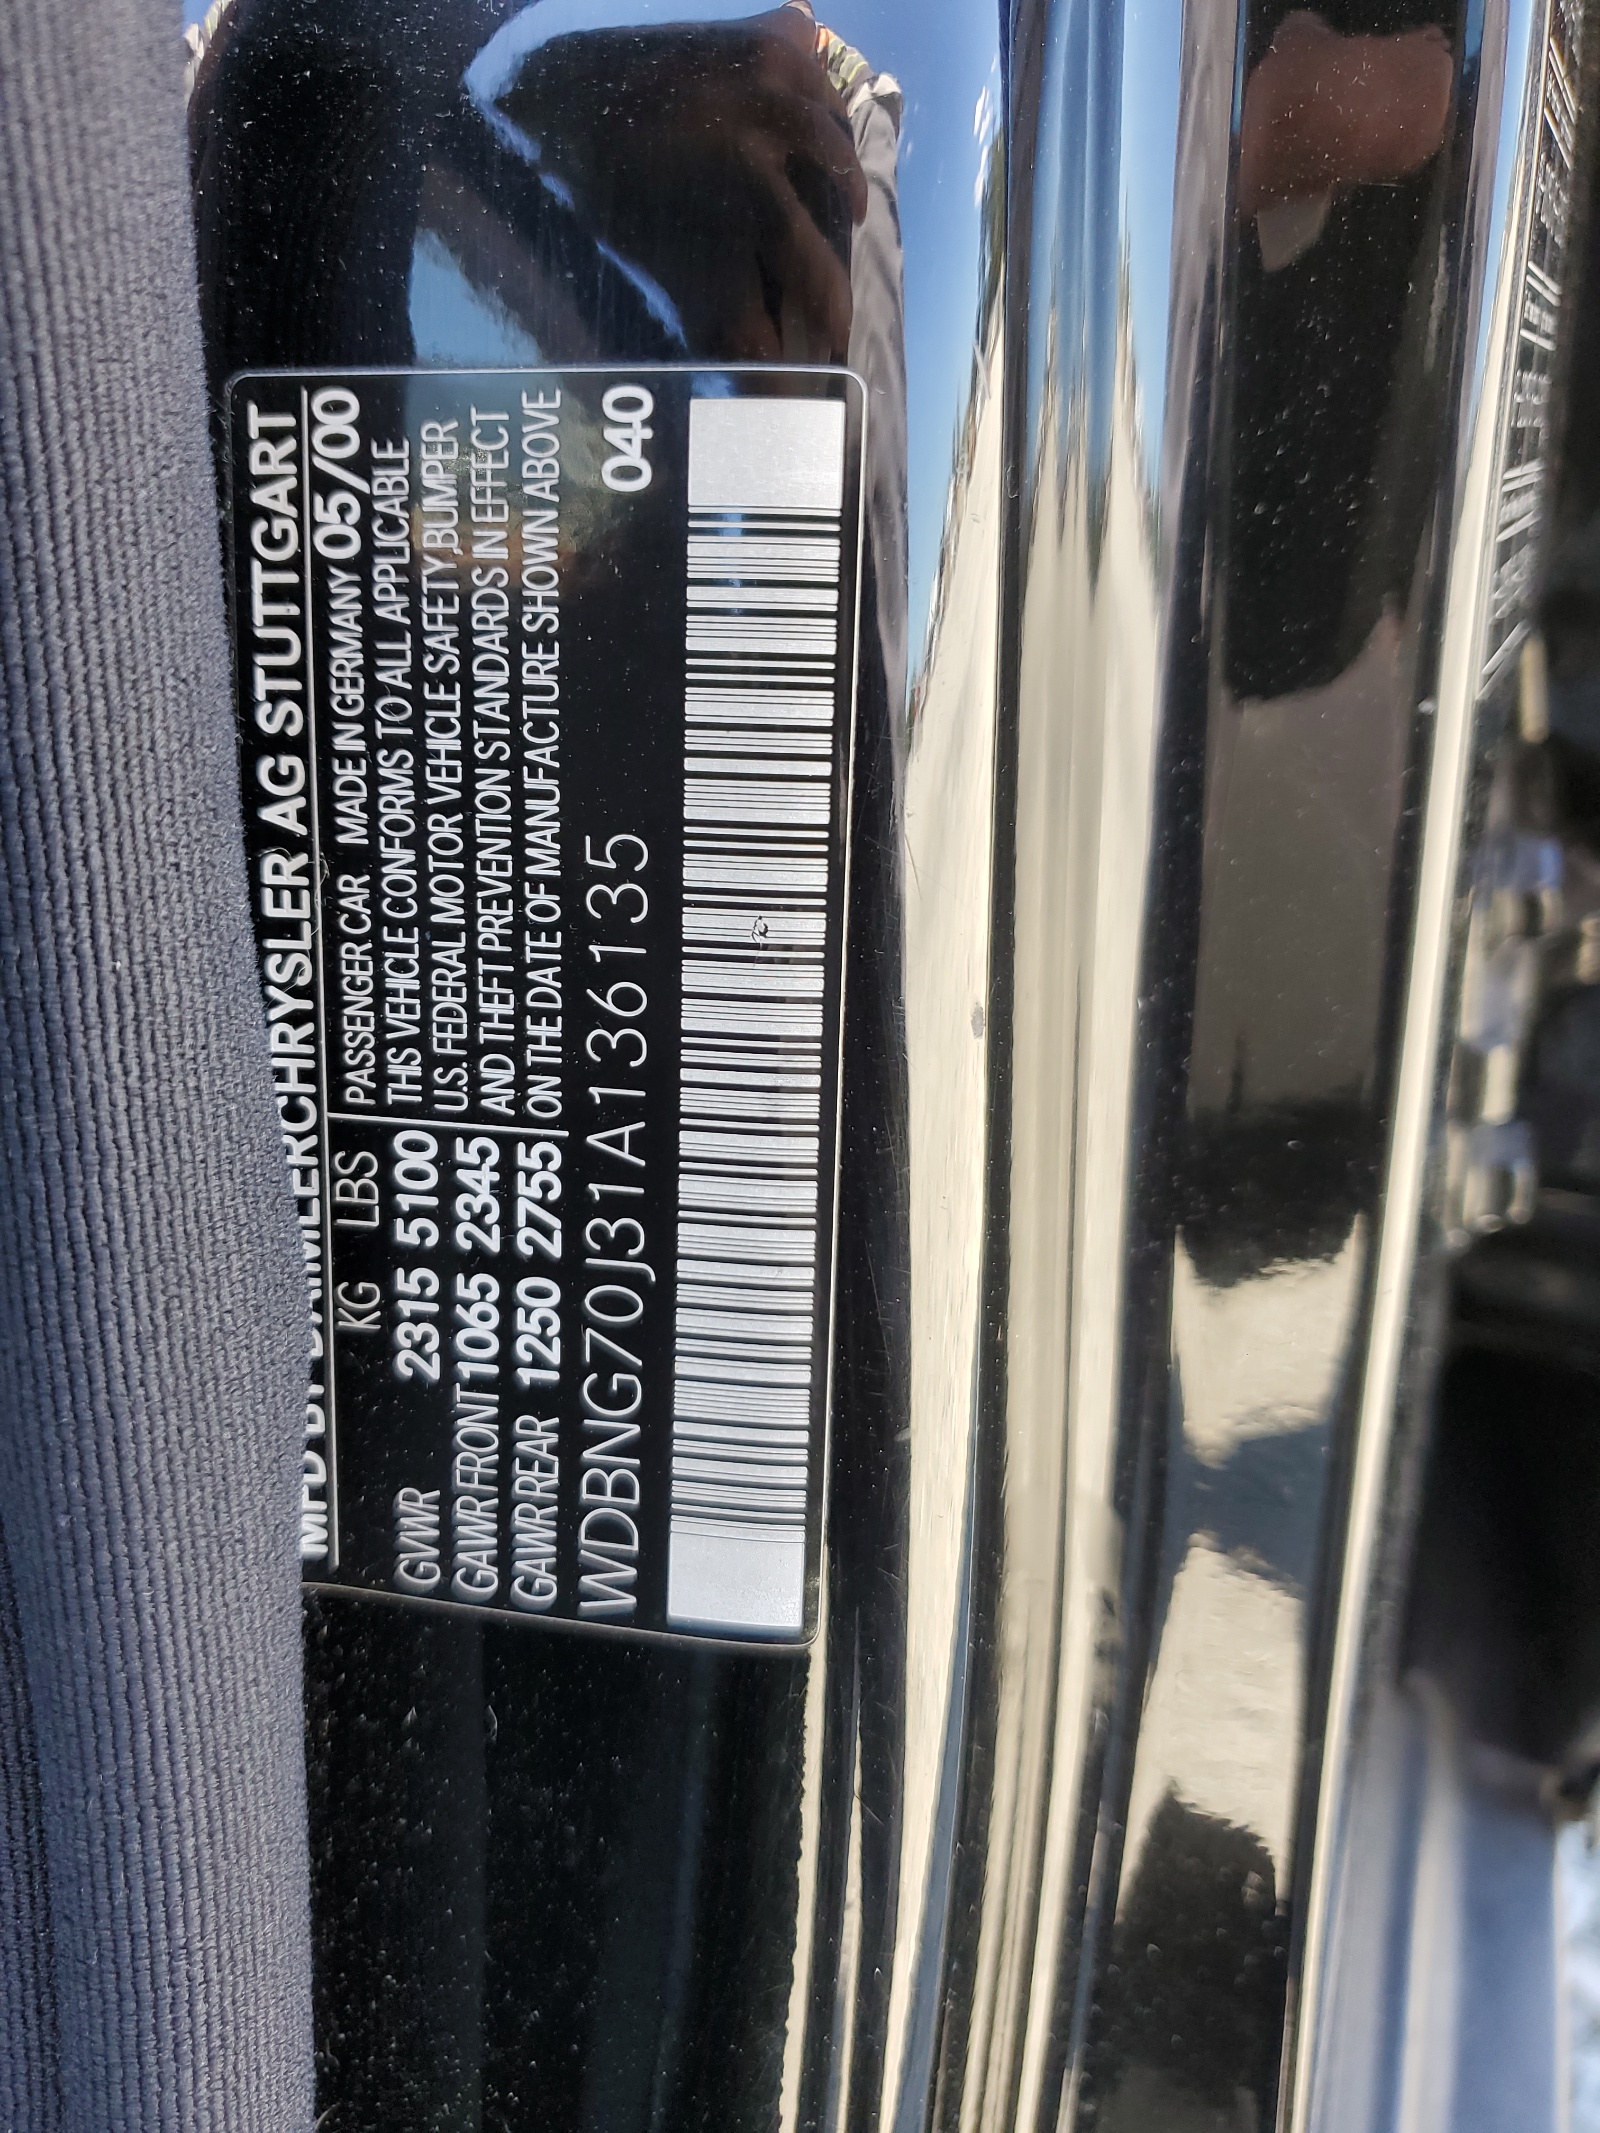 MFD BY DAIMLERCHRYSLER AG STUTTGART
KG LBS PASSENGER CAR MADE IN GERMANY 05/00
GVWR 2315 5100 THIS VEHICLE CONFORMS TO ALL APPLICABLE
GAWR FRONT 1065 2345 U.S. FEDERAL MOTOR VEHICLE SAFETY, BUMPER
GAWR REAR 1250 2755 AND THEFT PREVENTION STANDARDS IN EFFECT
ON THE DATE OF MANUFACTURE SHOWN ABOVE
WDBNG70J31A136135 040